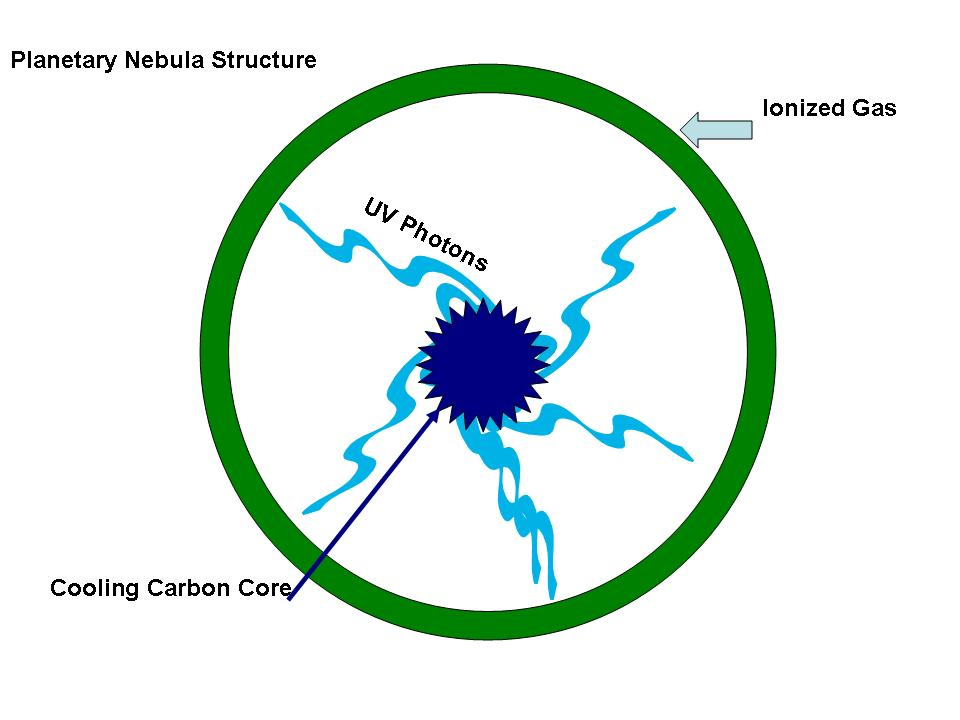 Planetary Nebula Structure
Ionized Gas
UV Photons
Cooling Carbon Core